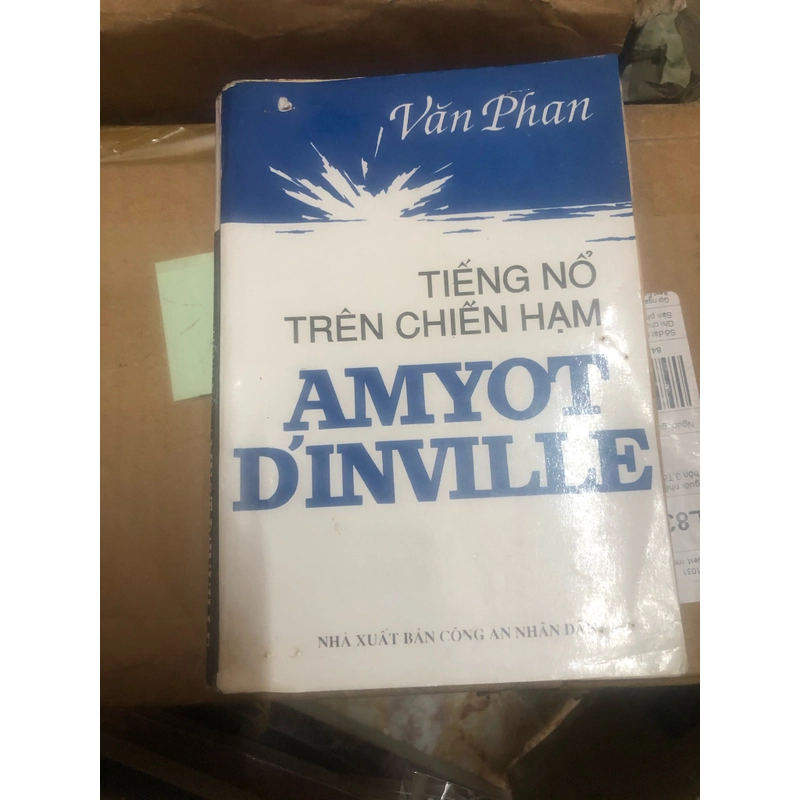 Văn Phan
TIẾNG NỔ
TRÊN CHIẾN HẠM
AMYOT
D'INVILLE
NHÀ XUẤT BẢN CÔNG AN NHÂN DÂN